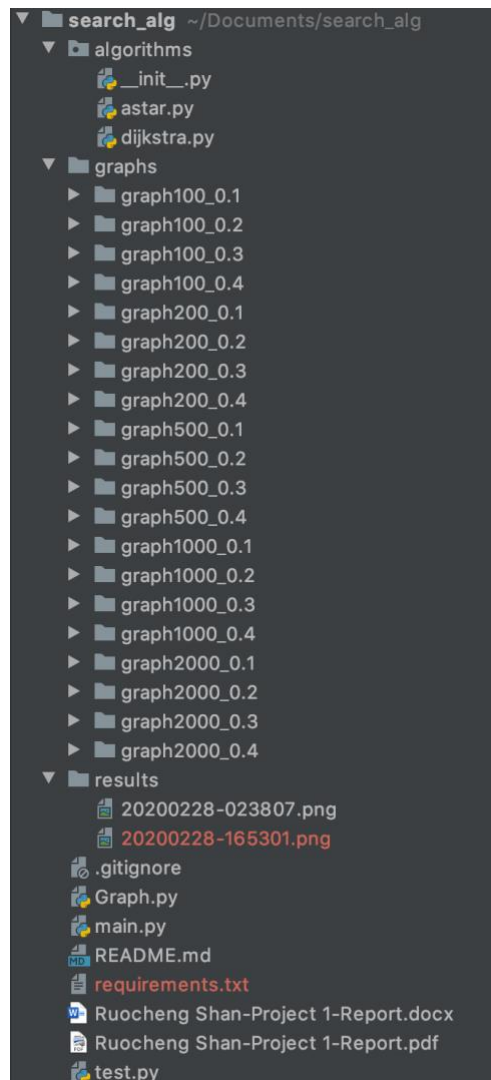 search_alg ~/Documents/search_alg
algorithms
__init__.py
astar.py
dijkstra.py
graphs
graph100_0.1
graph100_0.2
graph100_0.3
graph100_0.4
graph200_0.1
graph200_0.2
graph200_0.3
graph200_0.4
graph500_0.1
graph500_0.2
graph500_0.3
graph500_0.4
graph1000_0.1
graph1000_0.2
graph1000_0.3
graph1000_0.4
graph2000_0.1
graph2000_0.2
graph2000_0.3
graph2000_0.4
results
20200228-023807.png
20200228-165301.png
.gitignore
Graph.py
main.py
README.md
requirements.txt
Ruocheng Shan-Project 1-Report.docx
Ruocheng Shan-Project 1-Report.pdf
test.py